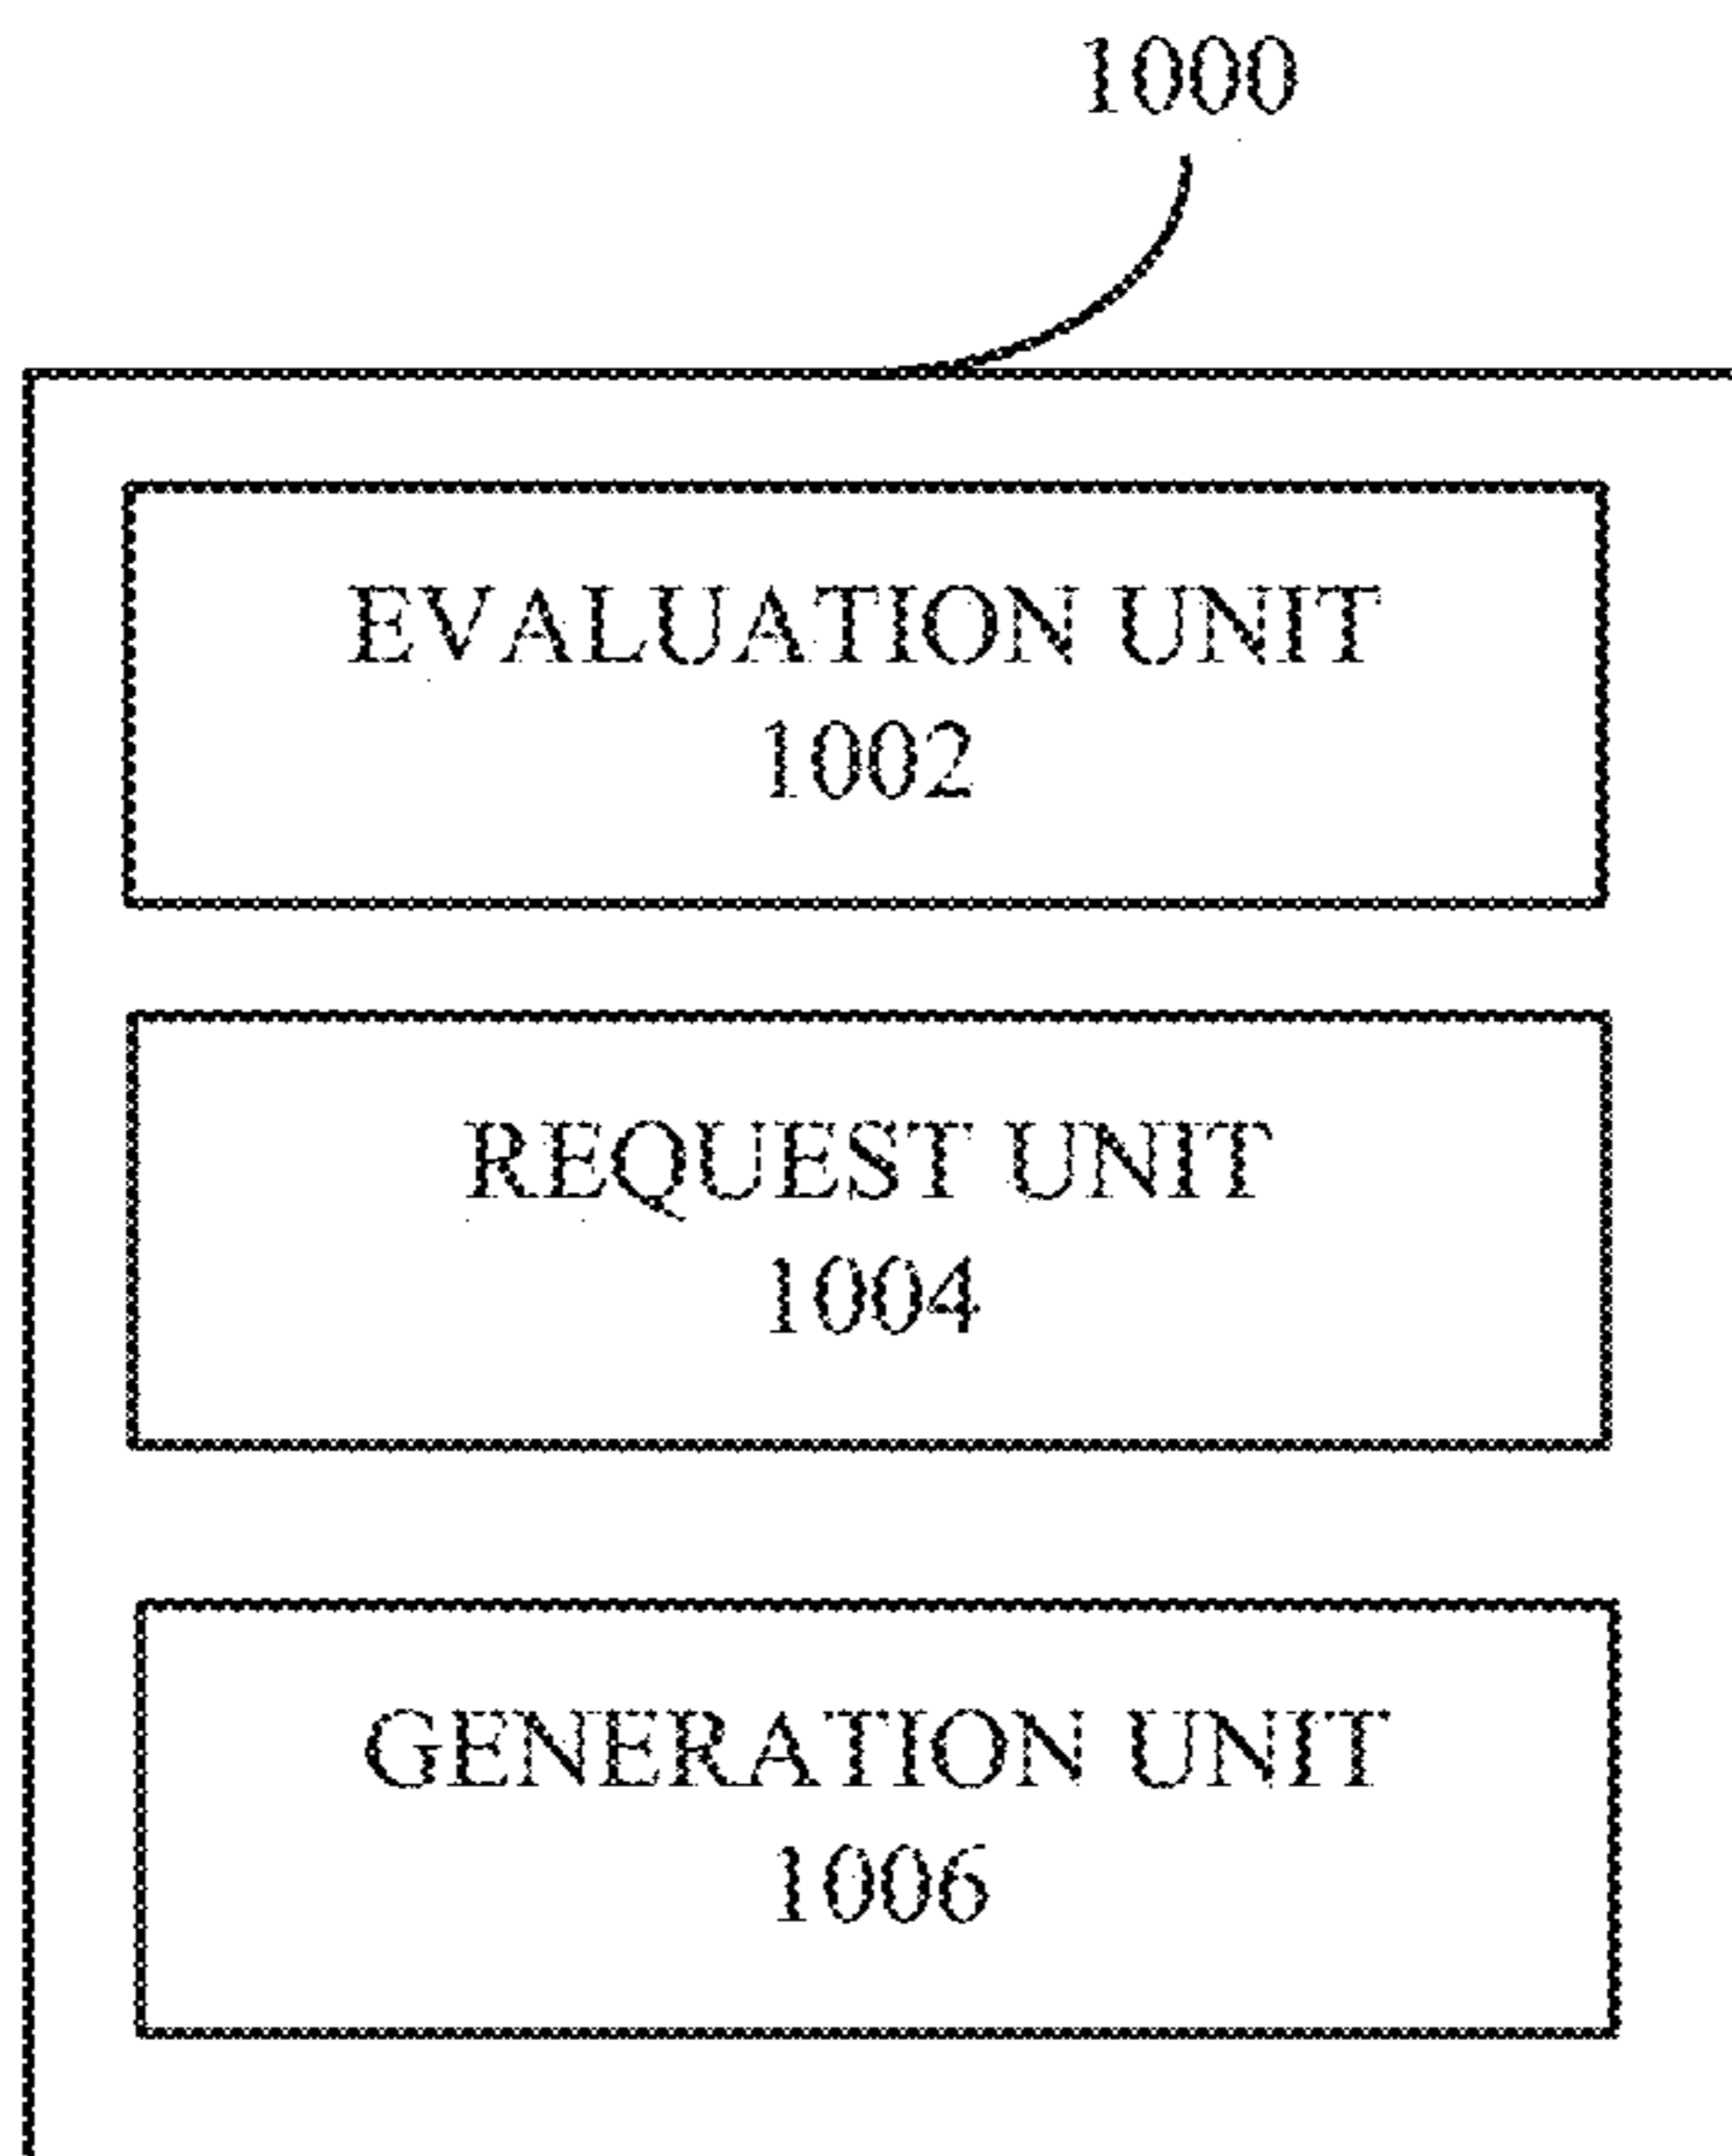 1000
EVALUATION UNIT
1002
REQUEST UNIT
1004
GENERATION UNIT
1006